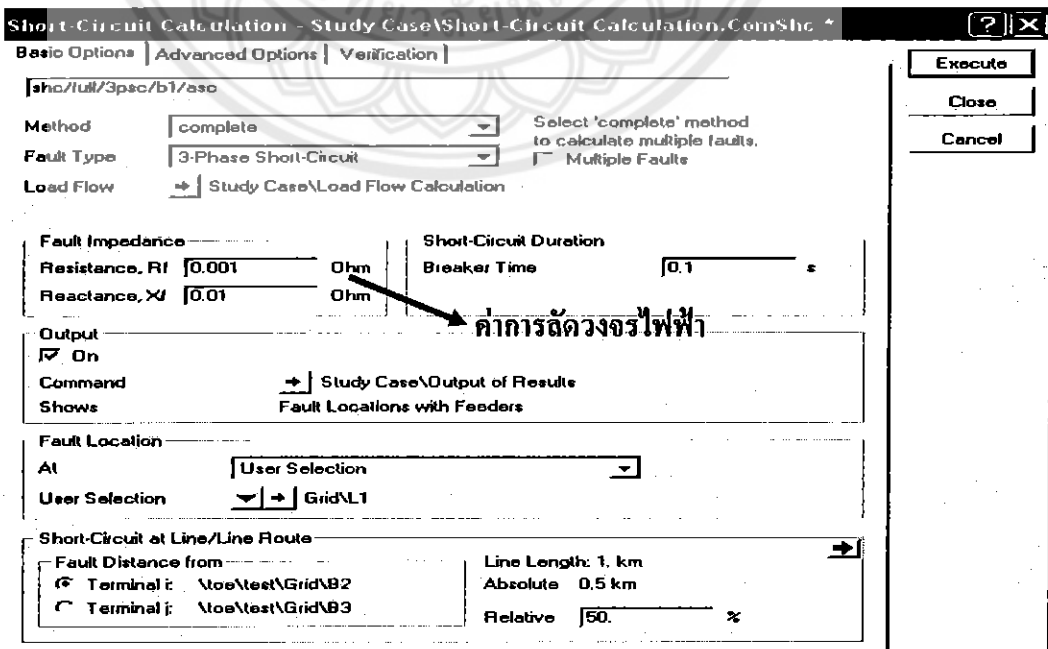 Short-Circuit Calculation - Study Case\Short-Circuit Calculation.ComShc *
Basic Options Advanced Options Verification
Execute
shc/full/3psc/b1/asc
Close
Method complete Select 'complete' method
to calculate multiple faults.
Cancel
Fault Type 3-Phase Short-Circuit Multiple Faults
Load Flow Study Case\Load Flow Calculation
Fault Impedance Short-Circuit Duration
Resistance, Rf 0.001 Ohm Breaker Time 0.1 s
Reactance, Xf 0.01 Ohm
ค่าการลัดวงจรไฟฟ้า
Output
On
Command Study Case\Output of Results
Shows Fault Locations with Feeders
Fault Location
At User Selection
User Selection Grid\L1
Short-Circuit at Line/Line Route
Fault Distance from Line Length: 1, km
Terminal i: \toe\test\Grid\B2 Absolute 0,5 km
Terminal j: \toe\test\Grid\B3 Relative 50. %